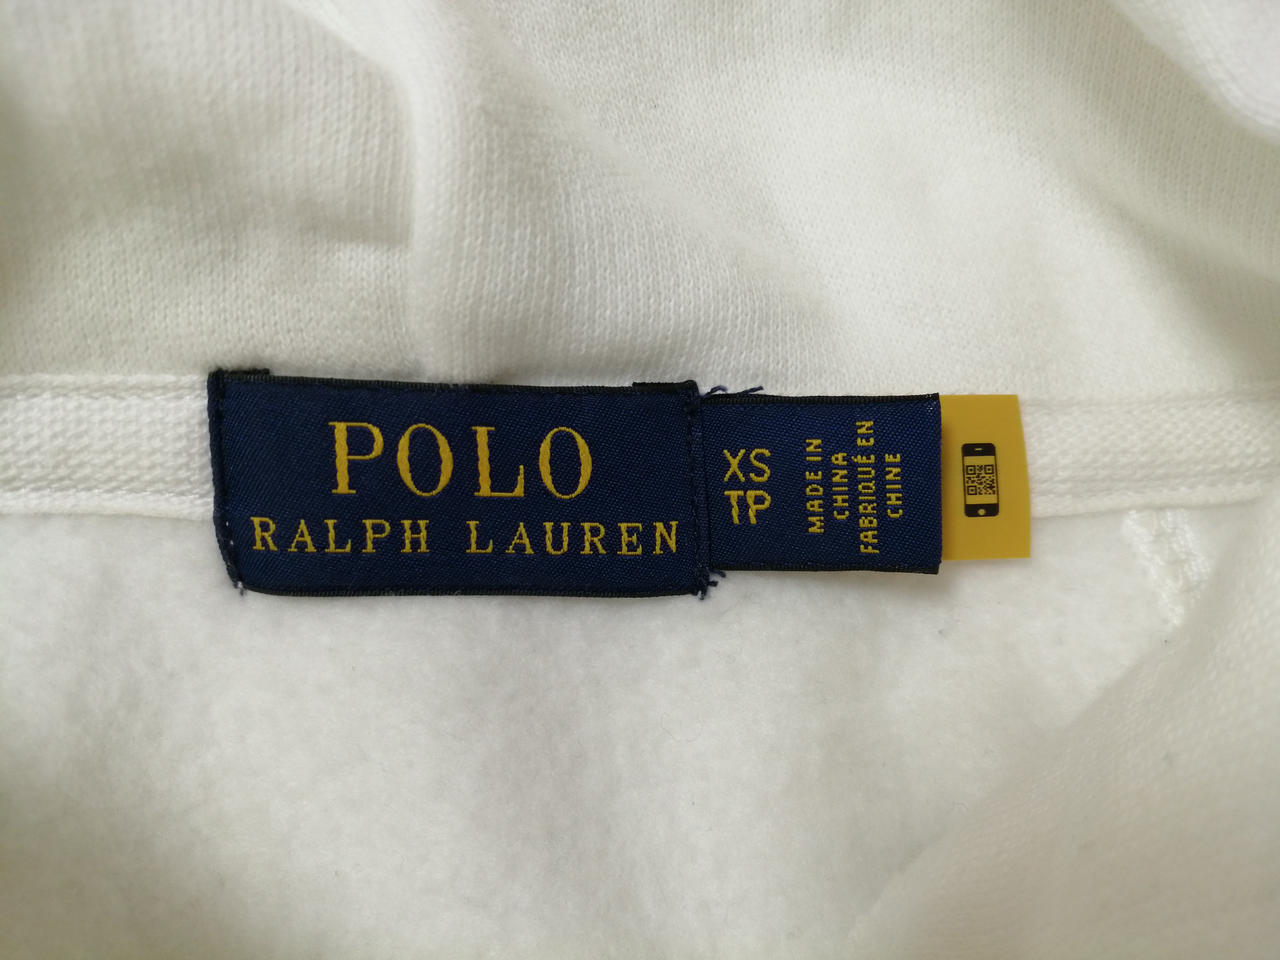 POLO
RALPH LAUREN
XS
TP
MADE IN
CHINA
FABRIQUÉ EN
CHINE